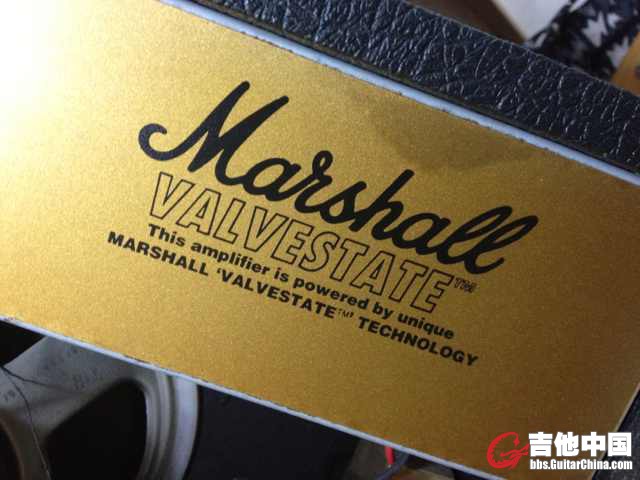 Marshall
VALVESTATE™
This amplifier is powered by unique
MARSHALL 'VALVESTATE™' TECHNOLOGY
吉他中国
bbs.GuitarChina.com